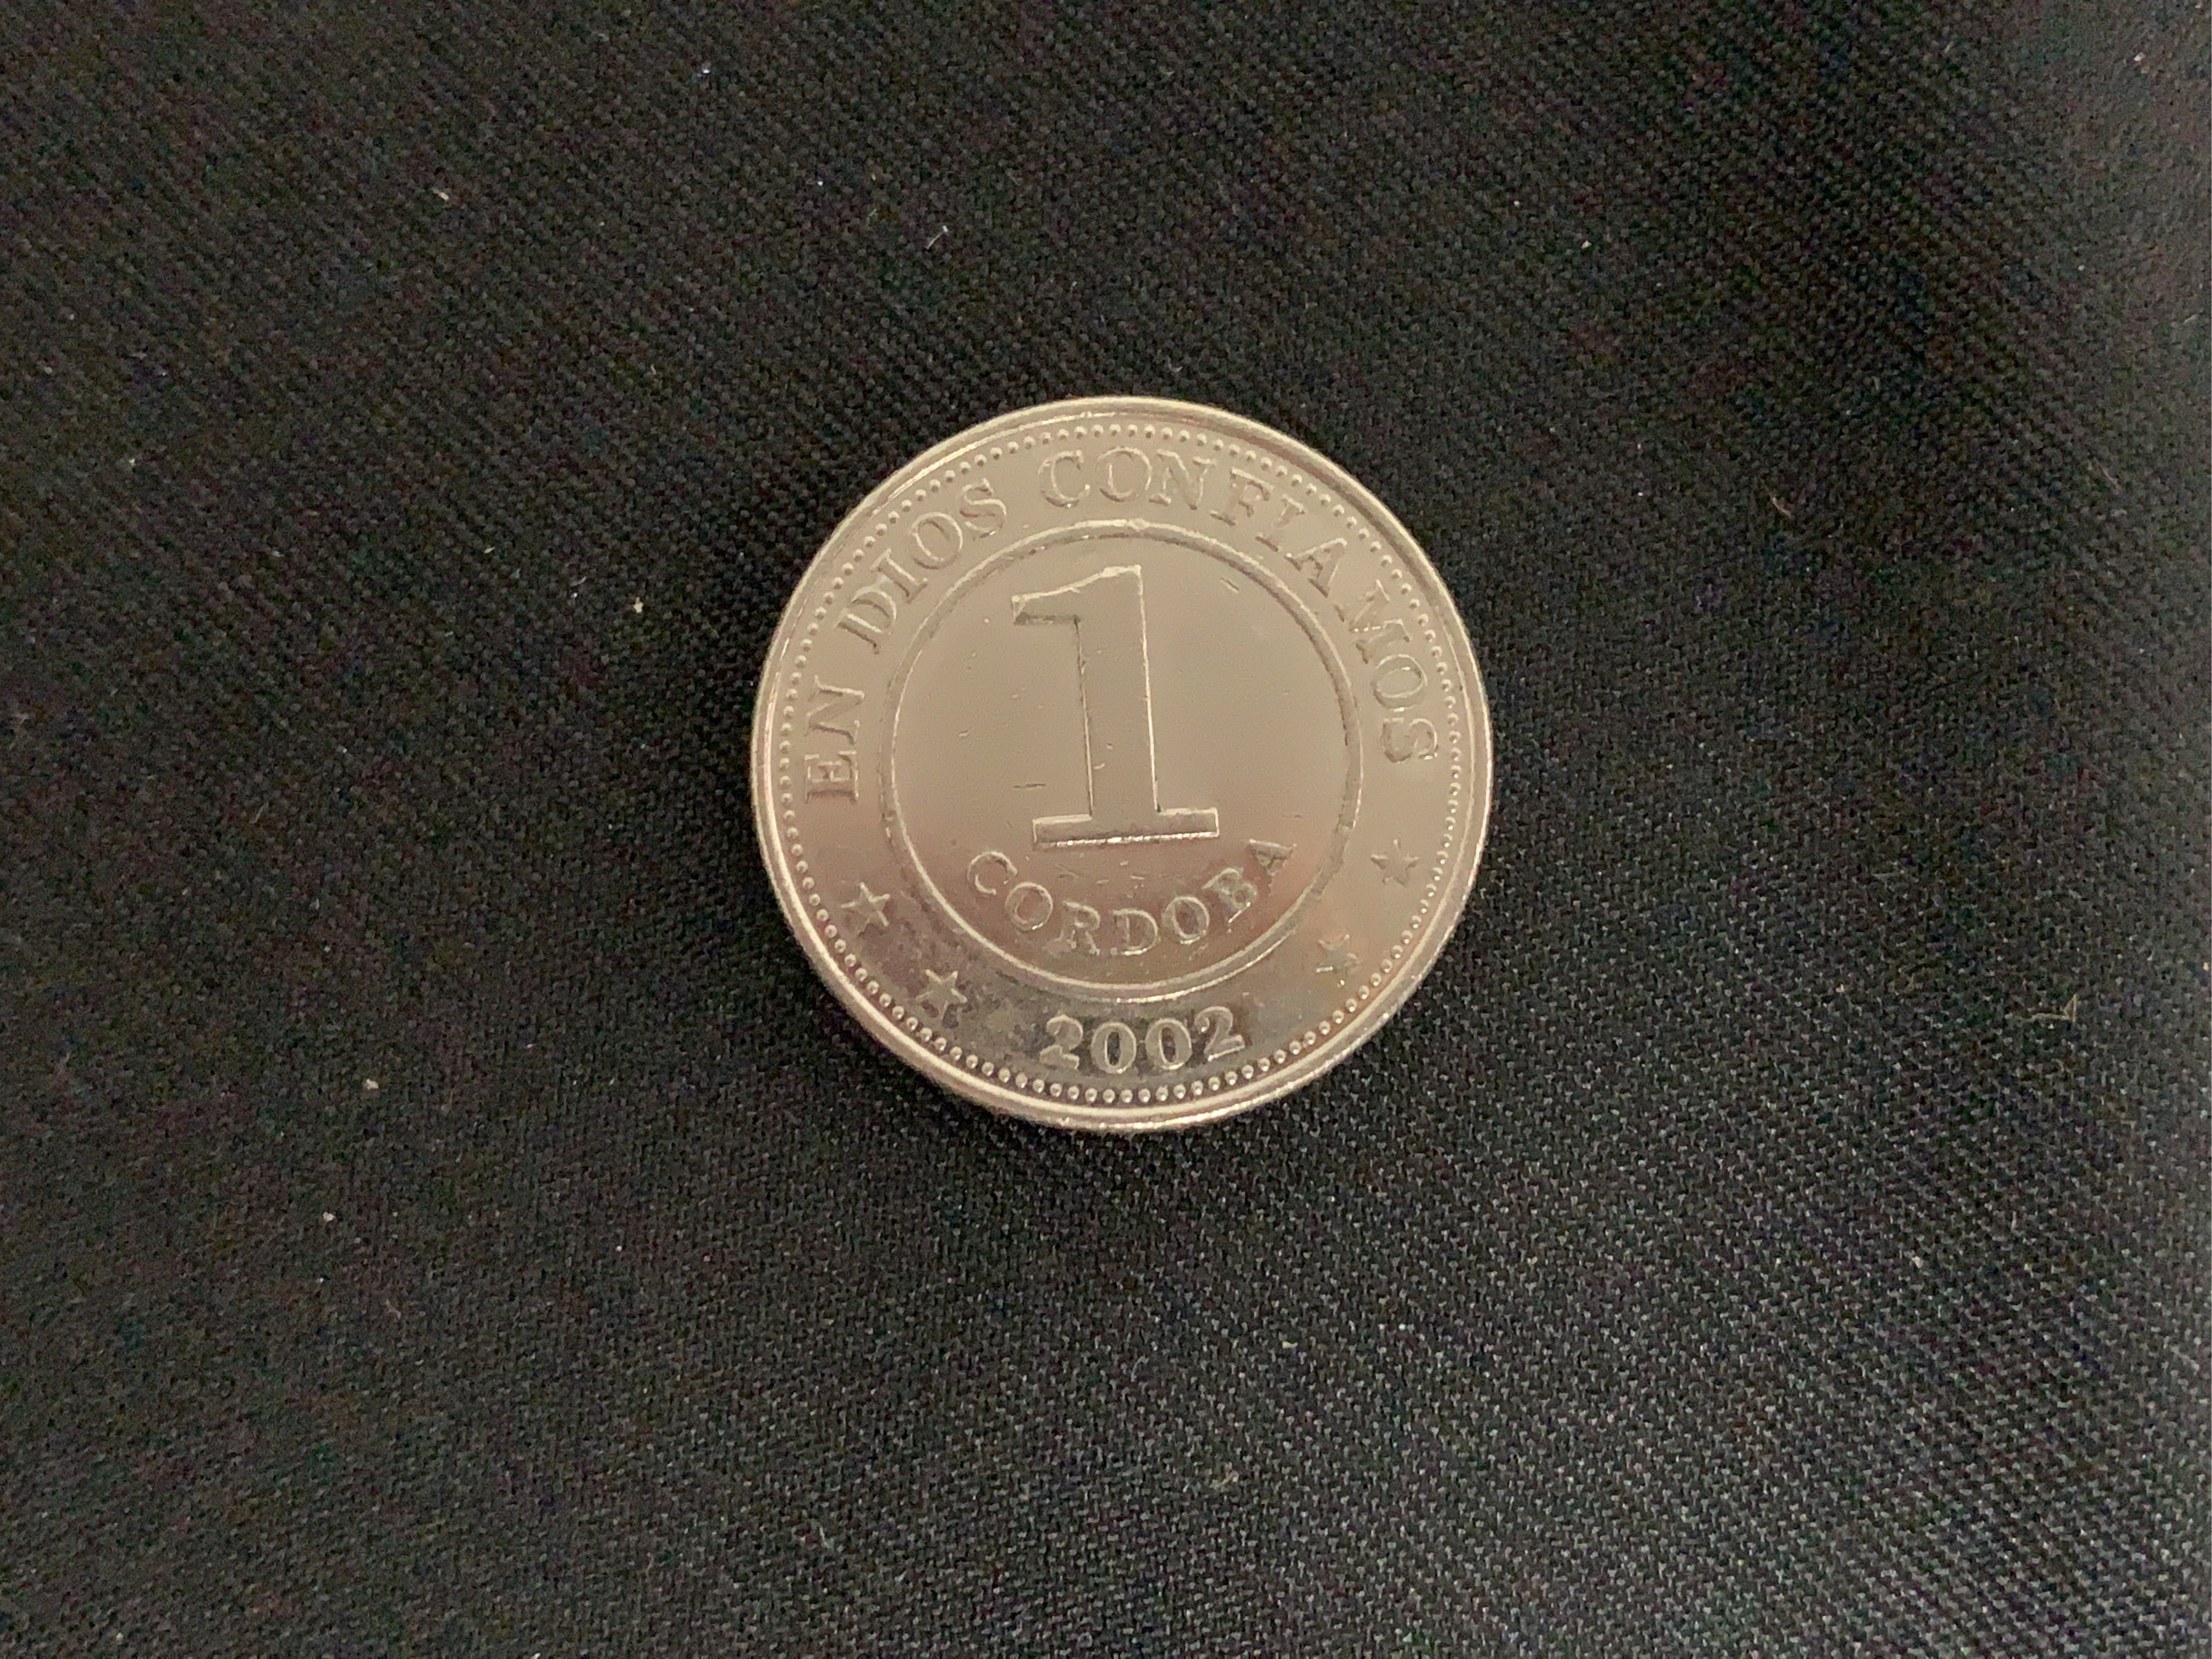 EN DIOS CONFIAMOS
1
CORDOBA
2002